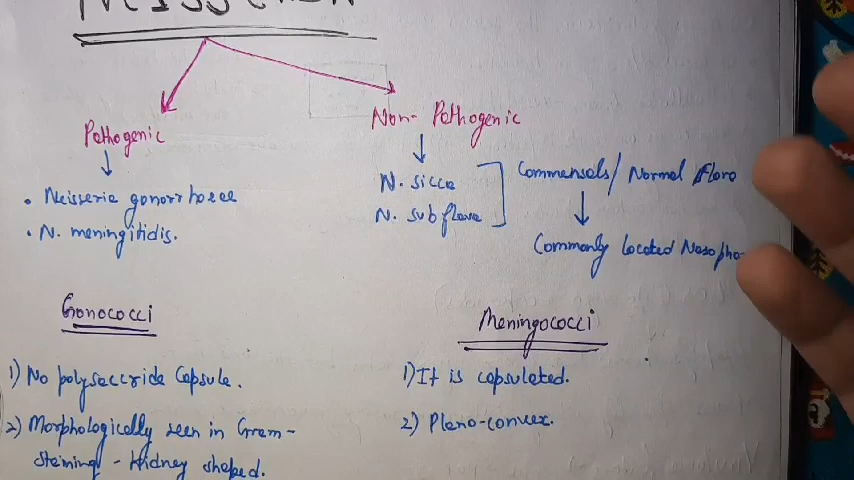 Pathogenic
Non-Pathogenic
• Neisseria gonorrhoeae
• N. meningitidis.
N. sicca
N. subflava
Commensals/Normal Flora
Commonly located
Gonococci
1) No polysaccride Capsule.
2) Morphologically seen in Gram-
staining - kidney shaped.
Meningococci
1) It is capsulated.
2) Plano-convex.